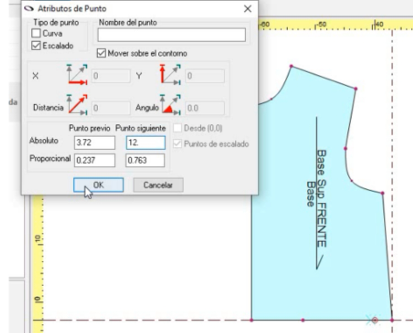 Atributos de Punto
Tipo de punto
Nombre del punto
Curva
Escalado
Mover sobre el contorno
X 0 Y 0
Distancia 0 Angulo 0.0
Punto previo Punto siguiente
Desde (0,0)
Absoluto 3.72 12.
Puntos de escalado
Proporcional 0.237 0.763
OK Cancelar
Base Sup FRENTE
Base
-60
-50
40
10